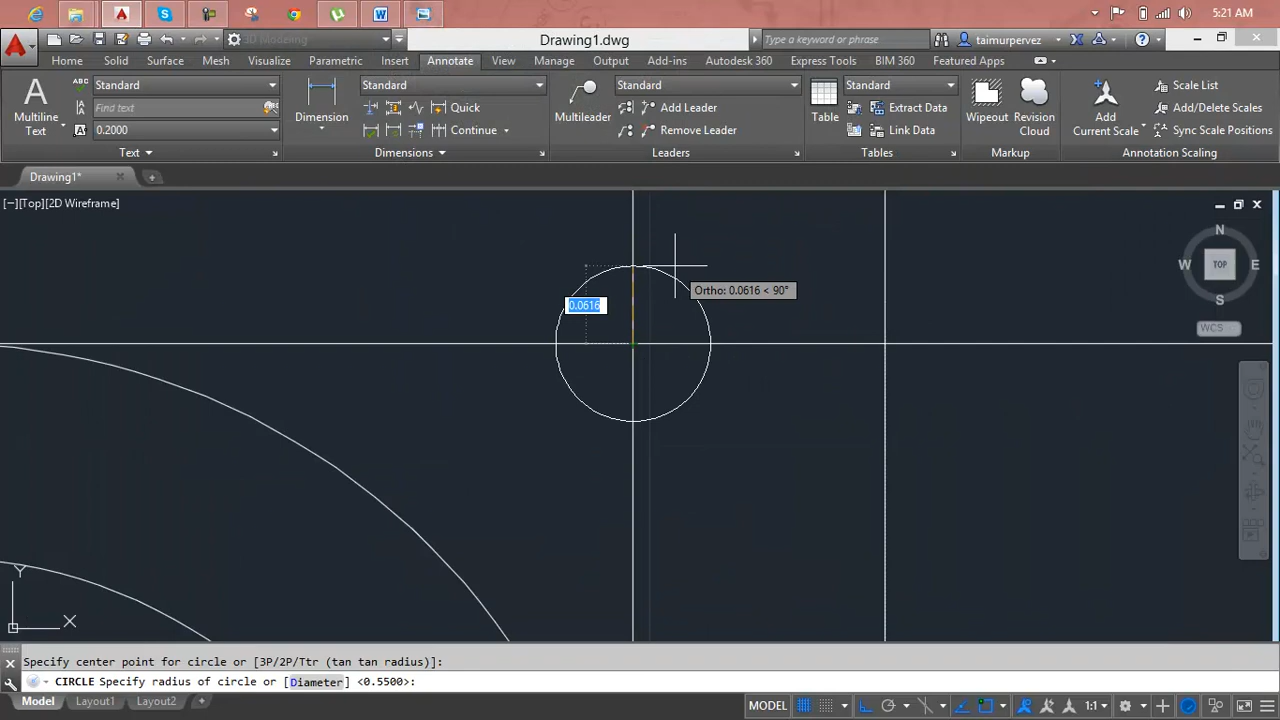 5:21 AM
3D Modeling
Drawing1.dwg
Type a keyword or phrase
taimurpervez
Home Solid Surface Mesh Visualize Parametric Insert Annotate View Manage Output Add-ins Autodesk 360 Express Tools BIM 360 Featured Apps
Multiline Text
ABC
Standard
Find text
0.2000
Text
Dimension
Standard
Quick
Continue
Dimensions
Multileader
Standard
Add Leader
Remove Leader
Leaders
Table
Standard
Extract Data
Link Data
Tables
Wipeout
Revision Cloud
Markup
Add Current Scale
Scale List
Add/Delete Scales
Sync Scale Positions
Annotation Scaling
Drawing1*
[−][Top][2D Wireframe]
N
W TOP E
S
WCS
Ortho: 0.0616 < 90°
0.0616
Y
X
Specify center point for circle or [3P/2P/Ttr (tan tan radius)]:
CIRCLE Specify radius of circle or [Diameter] <0.5500>:
Model Layout1 Layout2
MODEL
1:1